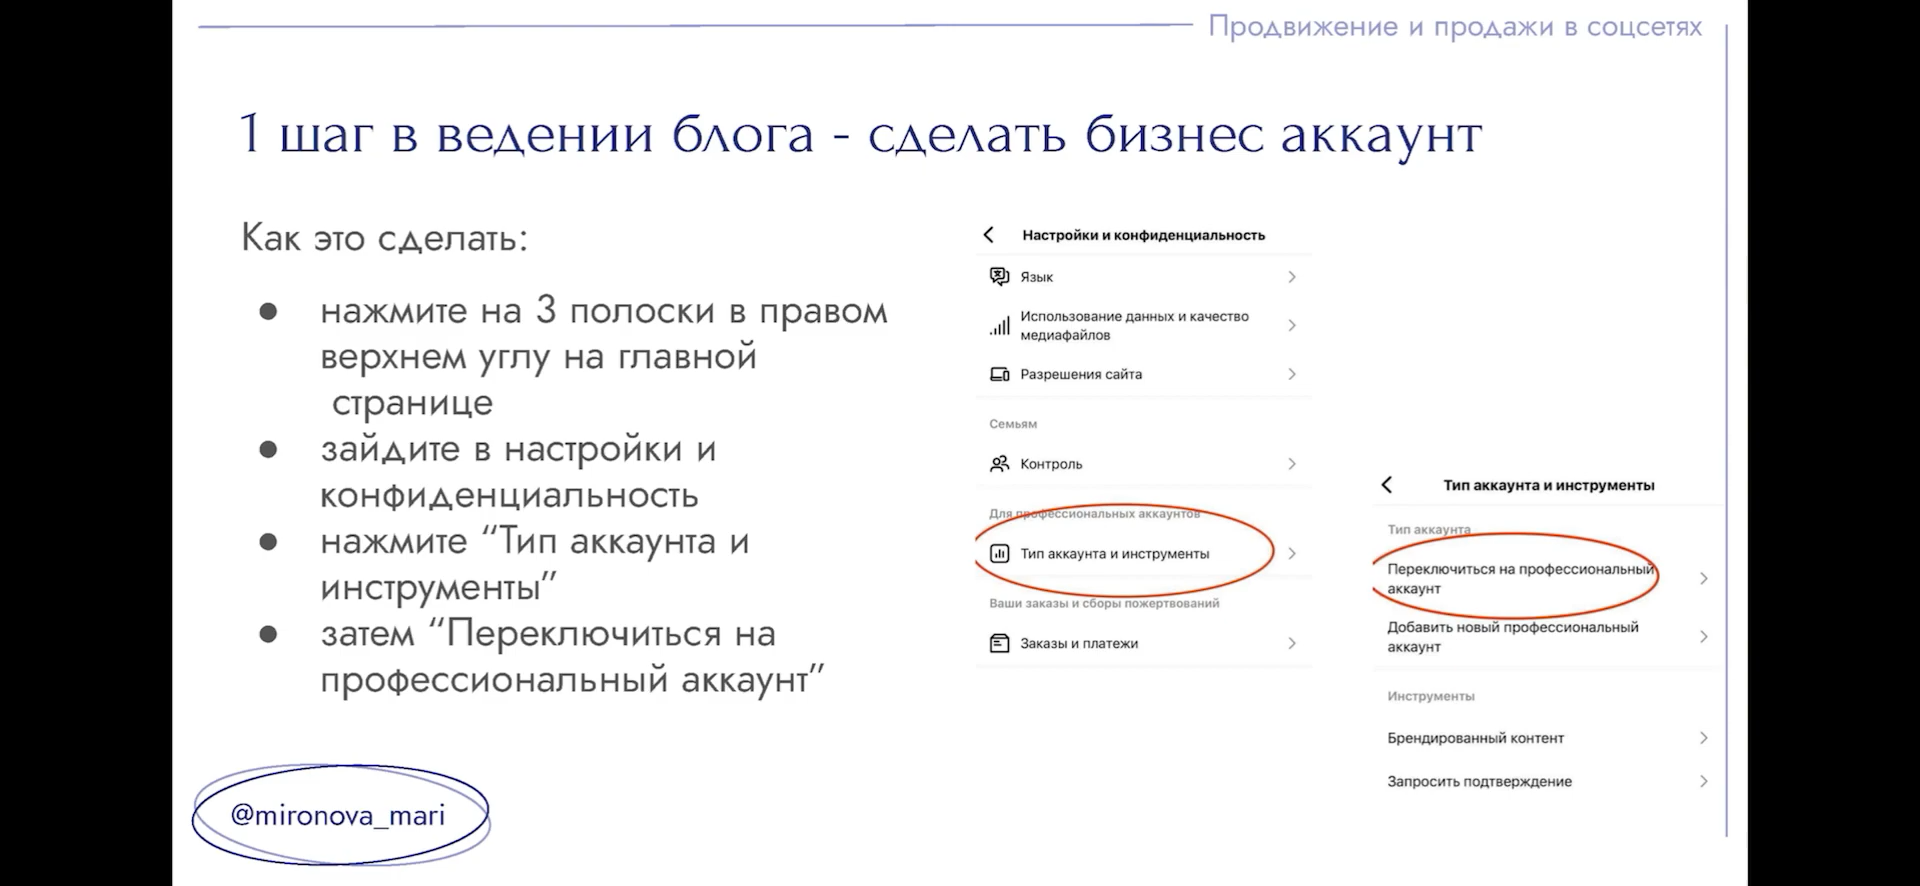 Продвижение и продажи в соцсетях
1 шаг в ведении блога - сделать бизнес аккаунт
Как это сделать:
● нажмите на 3 полоски в правом
верхнем углу на главной
странице
● зайдите в настройки и
конфиденциальность
● нажмите “Тип аккаунта и
инструменты”
● затем “Переключиться на
профессиональный аккаунт”
@mironova_mari
Настройки и конфиденциальность
Язык
Использование данных и качество
медиафайлов
Разрешения сайта
Семьям
Контроль
Для профессиональных аккаунтов
Тип аккаунта и инструменты
Ваши заказы и сборы пожертвований
Заказы и платежи
Тип аккаунта и инструменты
Тип аккаунта
Переключиться на профессиональный
аккаунт
Добавить новый профессиональный
аккаунт
Инструменты
Брендированный контент
Запросить подтверждение